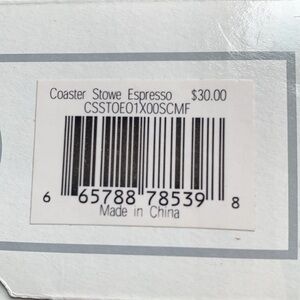 Coaster Stowe Espresso $30.00
CSSTOE01X00SCMF
6 65788 78539 8
Made in China